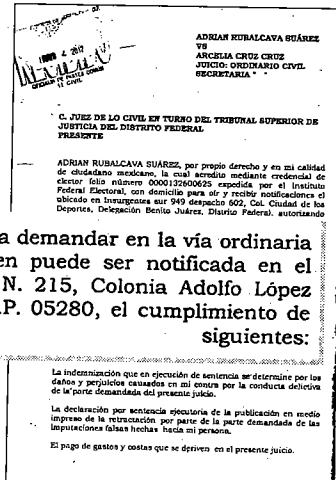 ADRIAN RUBALCAVA SUÁREZ
VS
ARCELIA CRUZ CRUZ
JUICIO: ORDINARIO CIVIL
SECRETARIA " "
OFICIALIA DE PARTES COMUN
C. JUEZ DE LO CIVIL EN TURNO DEL TRIBUNAL SUPERIOR DE
JUSTICIA DEL DISTRITO FEDERAL
PRESENTE
ADRIAN RUBALCAVA SUÁREZ, por propio derecho y en mi calidad
de ciudadano mexicano, la cual acredito mediante credencial de
elector folio número 0000132600625 expedida por el Instituto
Federal Electoral, con domicilio para oír y recibir notificaciones el
ubicado en Insurgentes sur 949 despacho 602, Col. Ciudad de los
Deportes, Delegación Benito Juárez, Distrito Federal, autorizando
a demandar en la vía ordinaria
en puede ser notificada en el
N. 215, Colonia Adolfo López
.P. 05280, el cumplimiento de
siguientes:
La indemnización que en ejecución de sentencia se determine por los
daños y perjuicios causados en mi contra por la conducta delictiva
de la parte demandada del presente juicio.
La declaración por sentencia ejecutoria de la publicación en medio
impreso de la retractación por parte de la parte demandada de las
imputaciones falsas hechas hacia mi persona.
El pago de gastos y costas que se deriven en el presente juicio.